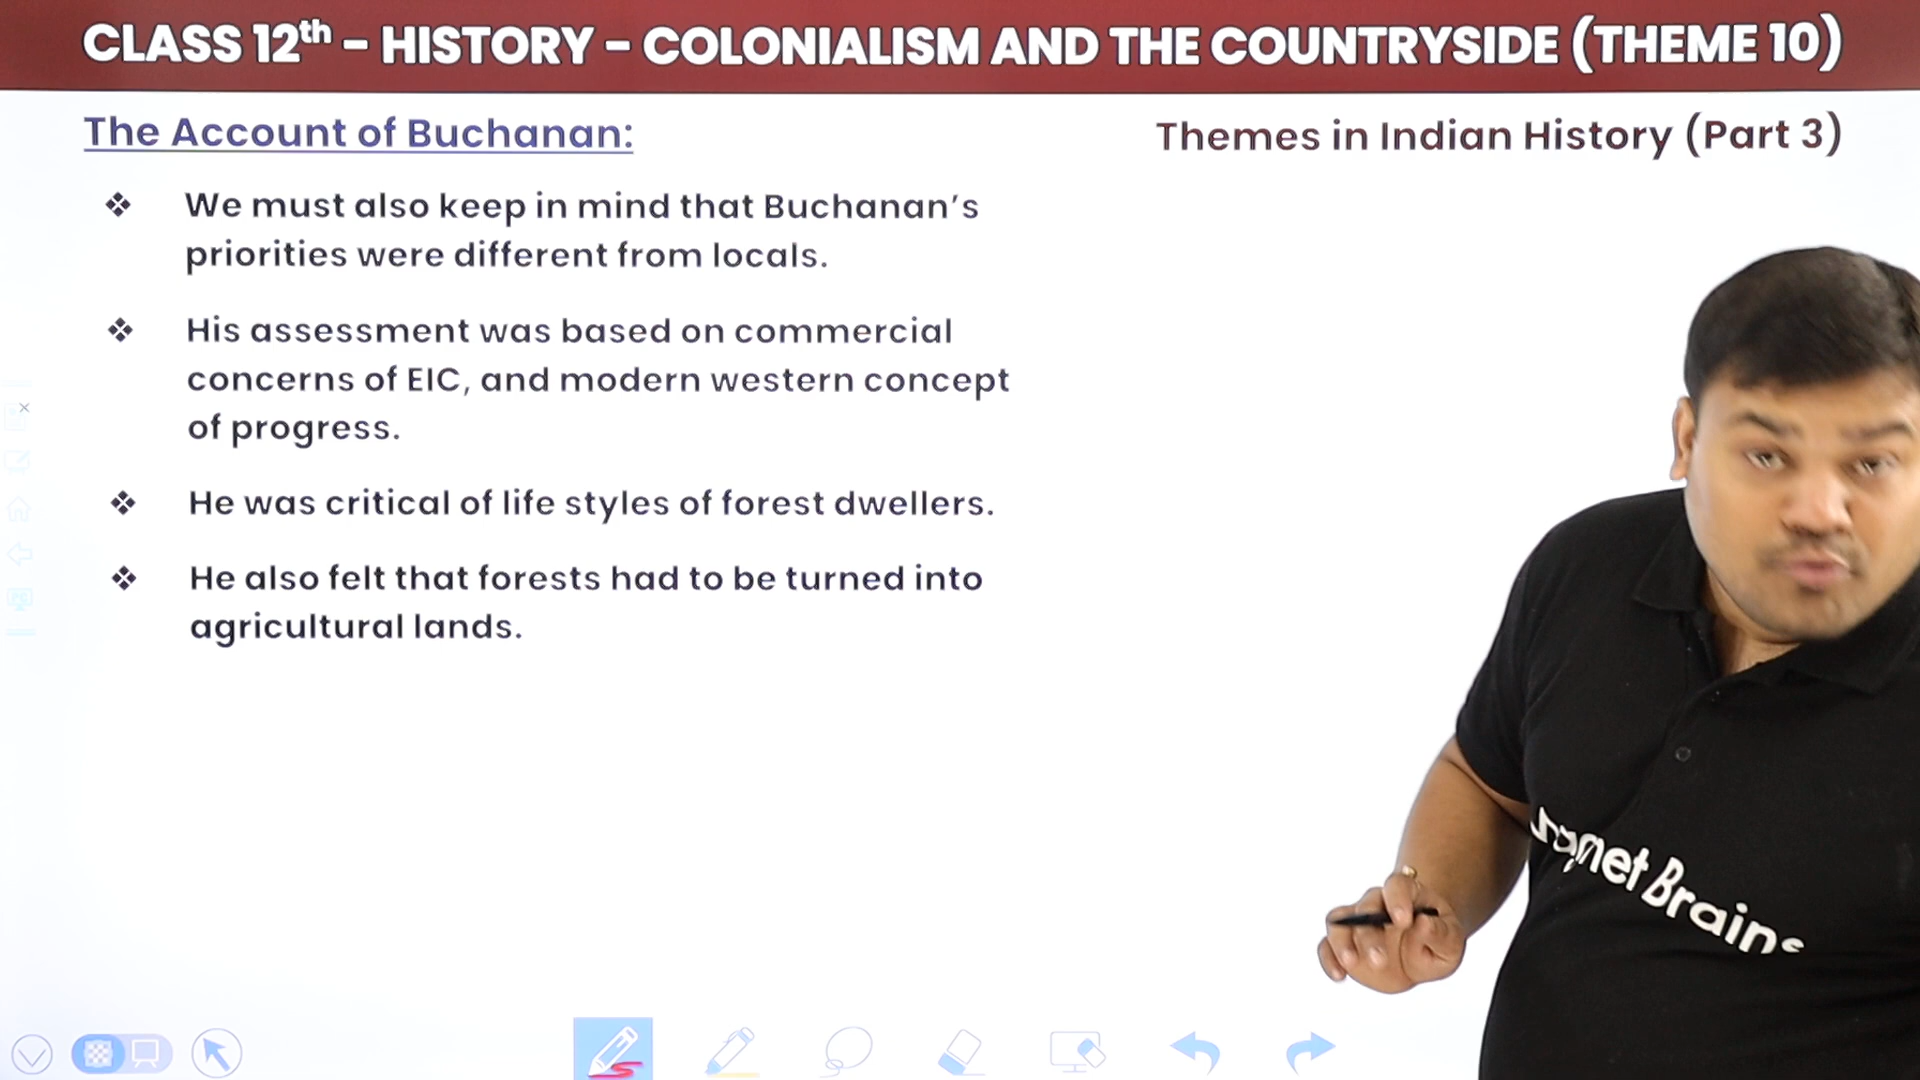 CLASS 12th – HISTORY – COLONIALISM AND THE COUNTRYSIDE (THEME 10)
The Account of Buchanan:
Themes in Indian History (Part 3)
❖ We must also keep in mind that Buchanan's
priorities were different from locals.
❖ His assessment was based on commercial
concerns of EIC, and modern western concept
of progress.
❖ He was critical of life styles of forest dwellers.
❖ He also felt that forests had to be turned into
agricultural lands.
Brains